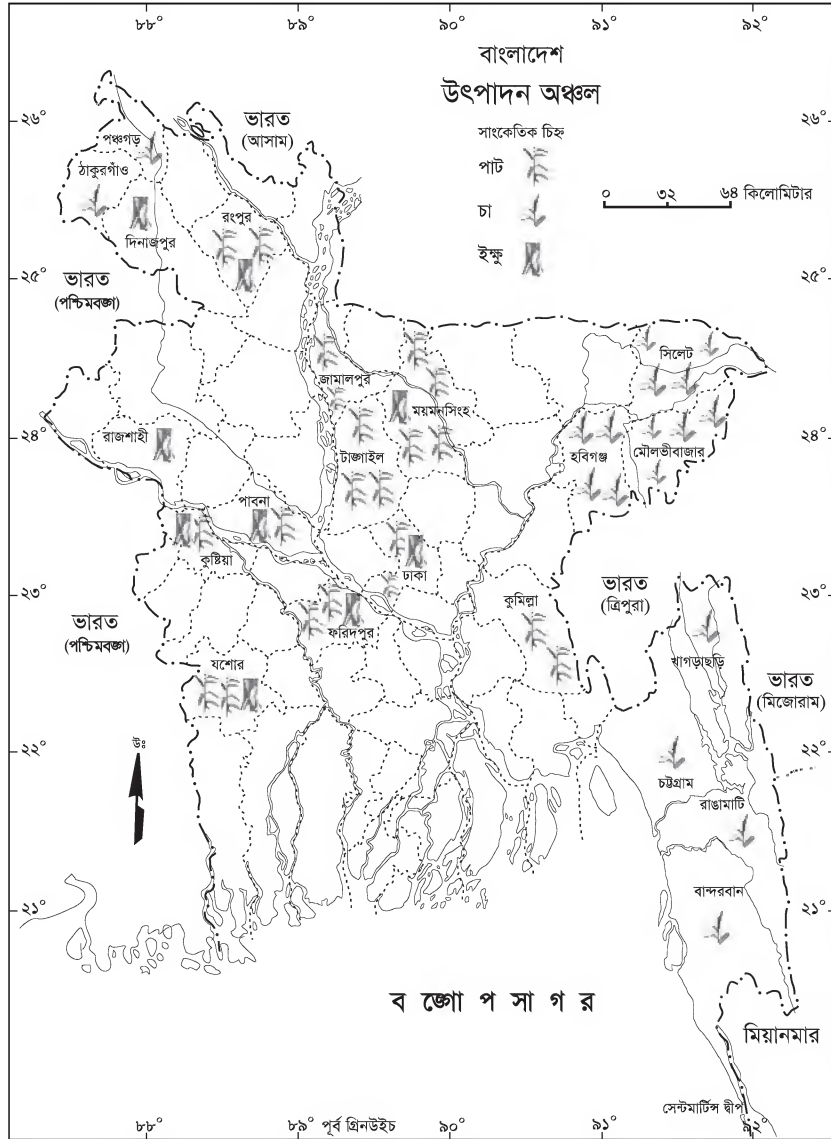 ৮৮° ৮৯° ৯০° ৯১° ৯২°
বাংলাদেশ
উৎপাদন অঞ্চল
সাংকেতিক চিহ্ন
পাট
চা
ইক্ষু
০ ৩২ ৬৪ কিলোমিটার
২৬° ২৬°
ভারত
(আসাম)
পঞ্চগড়
ঠাকুরগাঁও
দিনাজপুর
রংপুর
২৫° ২৫°
ভারত
(পশ্চিমবঙ্গ)
জামালপুর
ময়মনসিংহ
সিলেট
২৪° ২৪°
রাজশাহী
টাঙ্গাইল
হবিগঞ্জ
মৌলভীবাজার
পাবনা
কুষ্টিয়া
ঢাকা
২৩° ২৩°
ভারত
(ত্রিপুরা)
কুমিল্লা
ফরিদপুর
ভারত
(পশ্চিমবঙ্গ)
যশোর
খাগড়াছড়ি
ভারত
(মিজোরাম)
২২° ২২°
উঃ
চট্টগ্রাম
রাঙামাটি
বান্দরবান
২১° ২১°
বঙ্গোপসাগর
মিয়ানমার
সেন্টমার্টিন্স দ্বীপ
৮৮° ৮৯° পূর্ব গ্রিনউইচ ৯০° ৯১° ৯২°